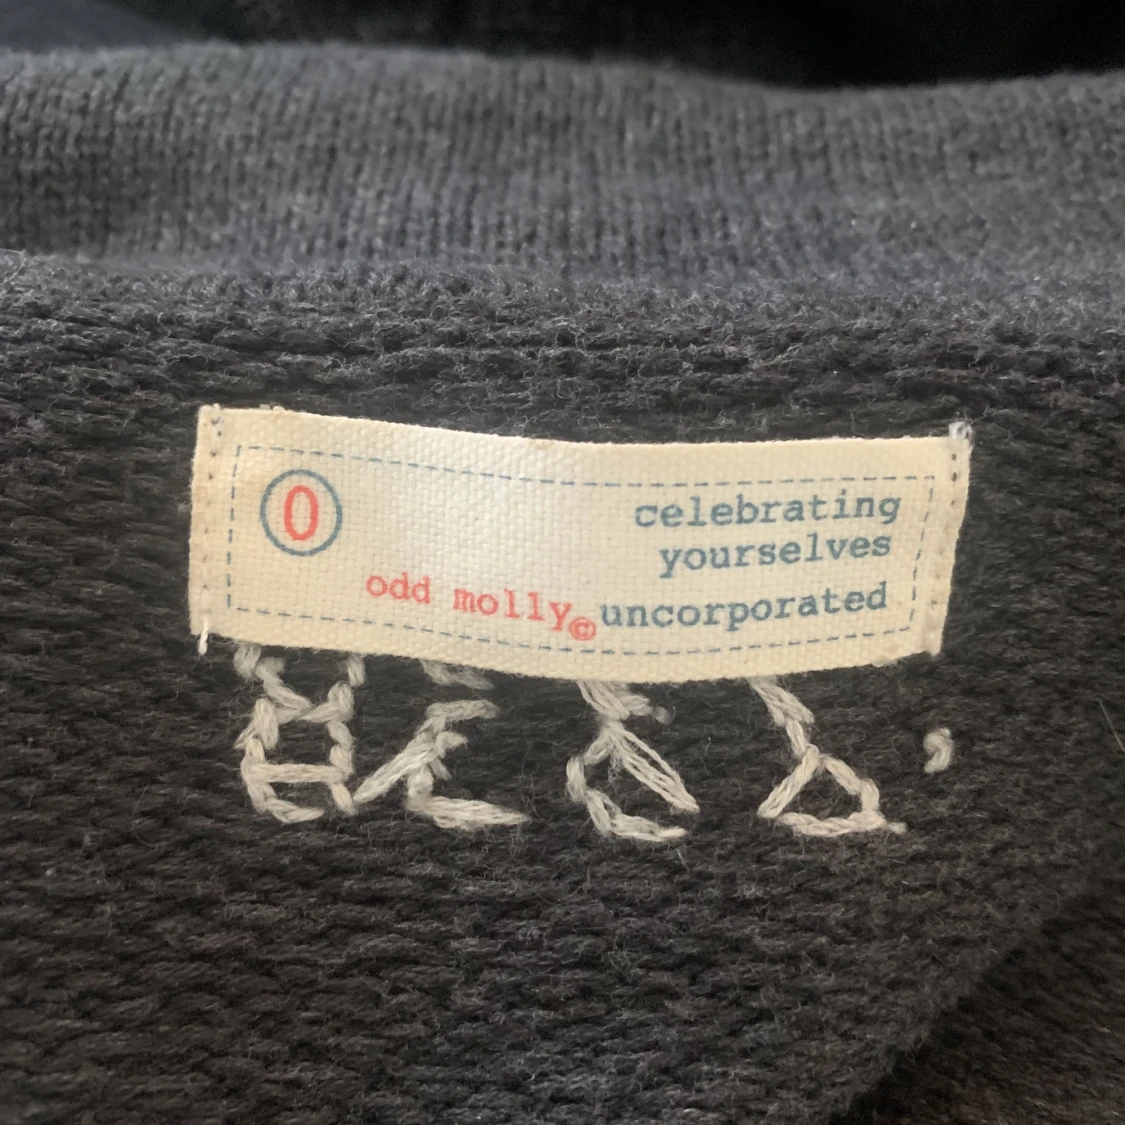 0
celebrating
yourselves
odd molly© uncorporated